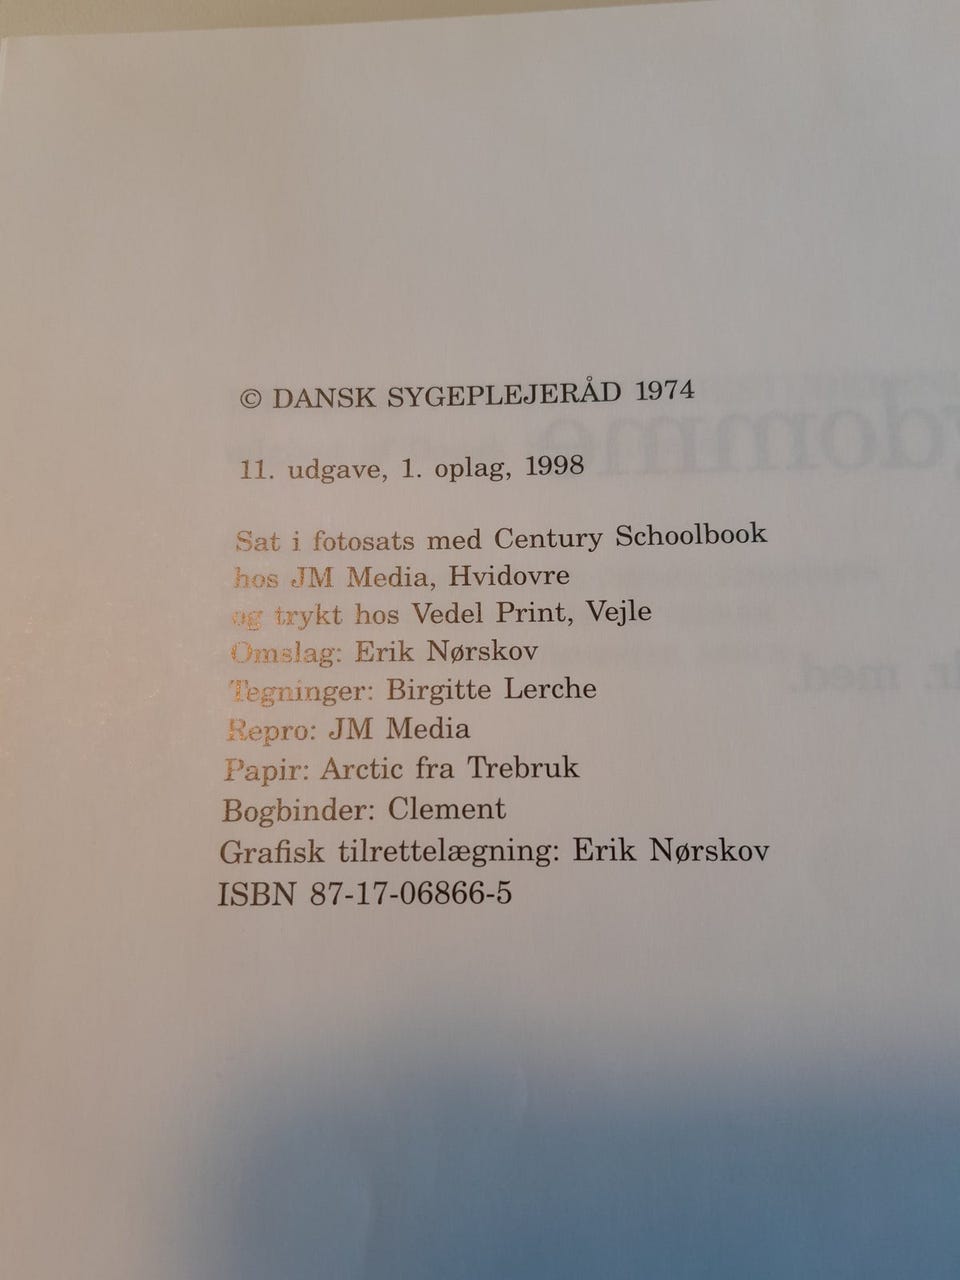 © DANSK SYGEPLEJERÅD 1974
11. udgave, 1. oplag, 1998
Sat i fotosats med Century Schoolbook
hos JM Media, Hvidovre
og trykt hos Vedel Print, Vejle
Omslag: Erik Nørskov
Tegninger: Birgitte Lerche
Repro: JM Media
Papir: Arctic fra Trebruk
Bogbinder: Clement
Grafisk tilrettelægning: Erik Nørskov
ISBN 87-17-06866-5